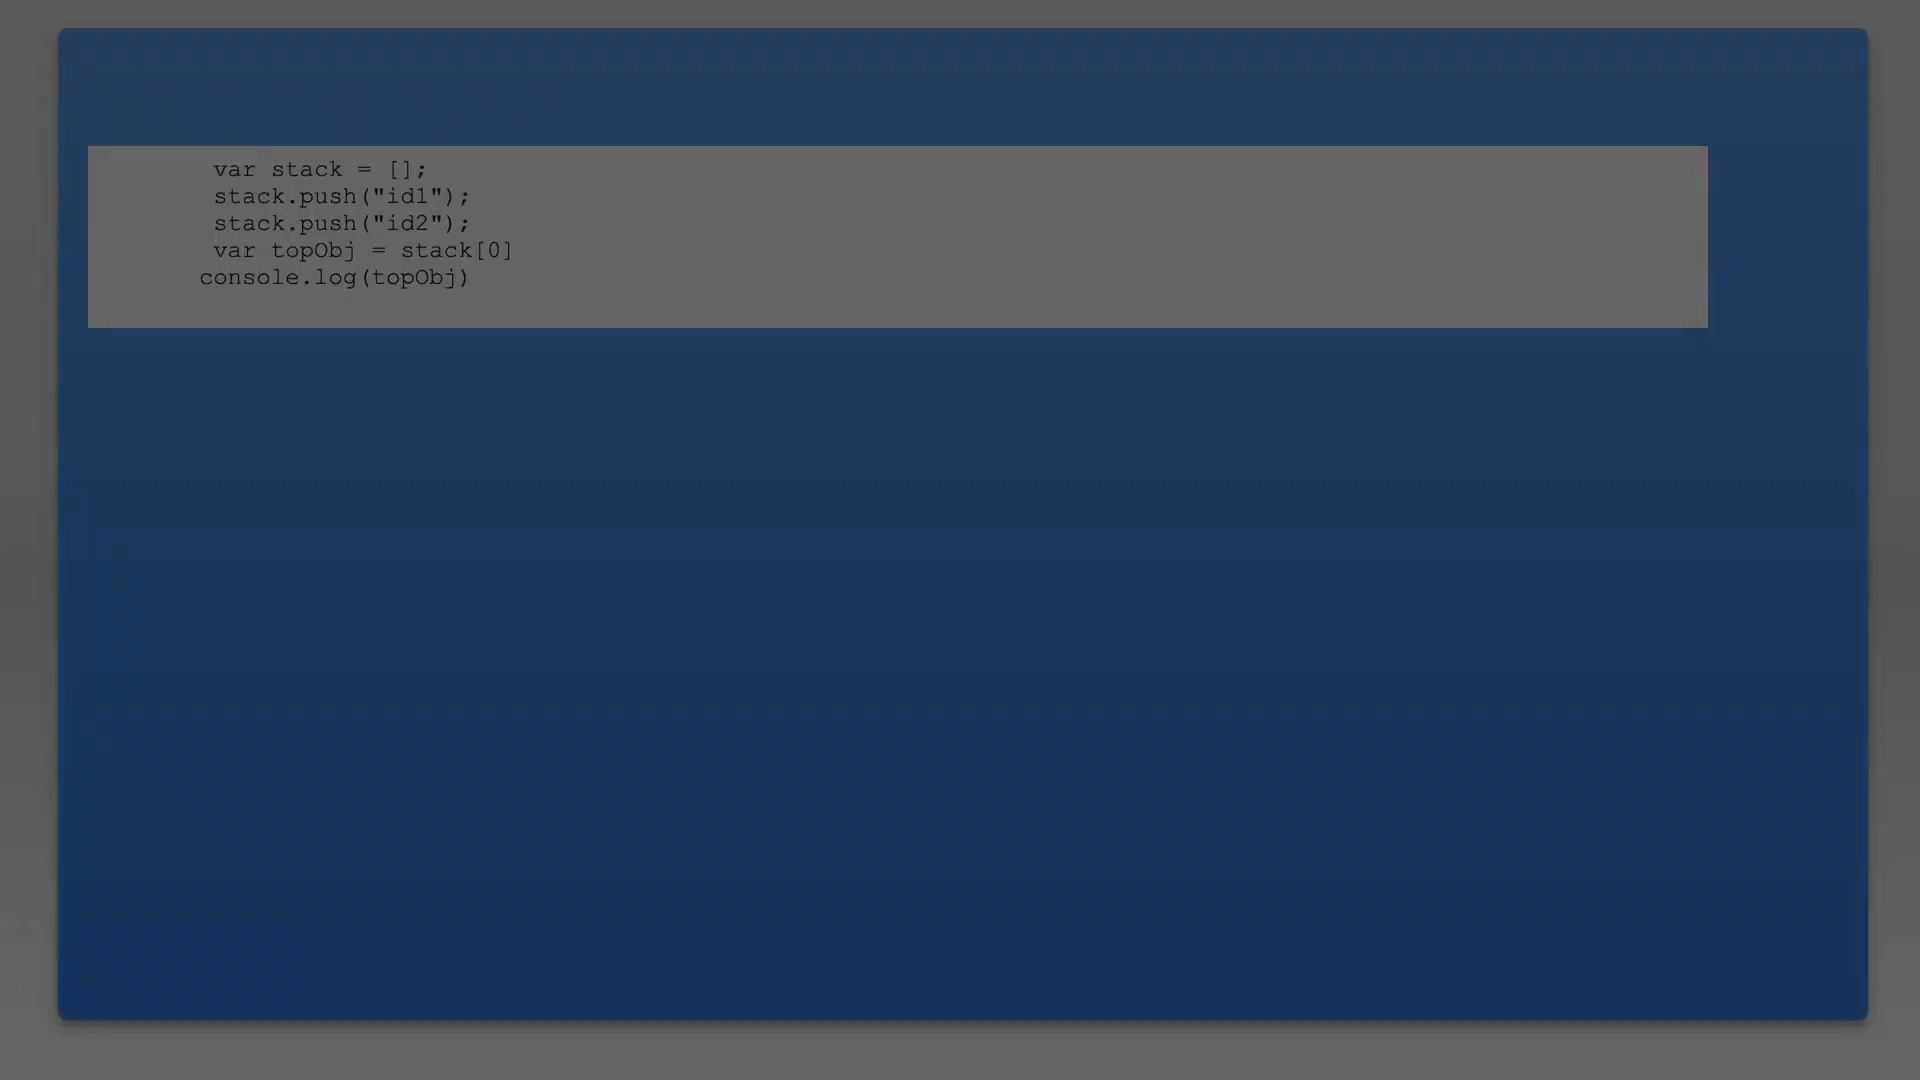 var stack = [];
stack.push("id1");
stack.push("id2");
var topObj = stack[0]
console.log(topObj)